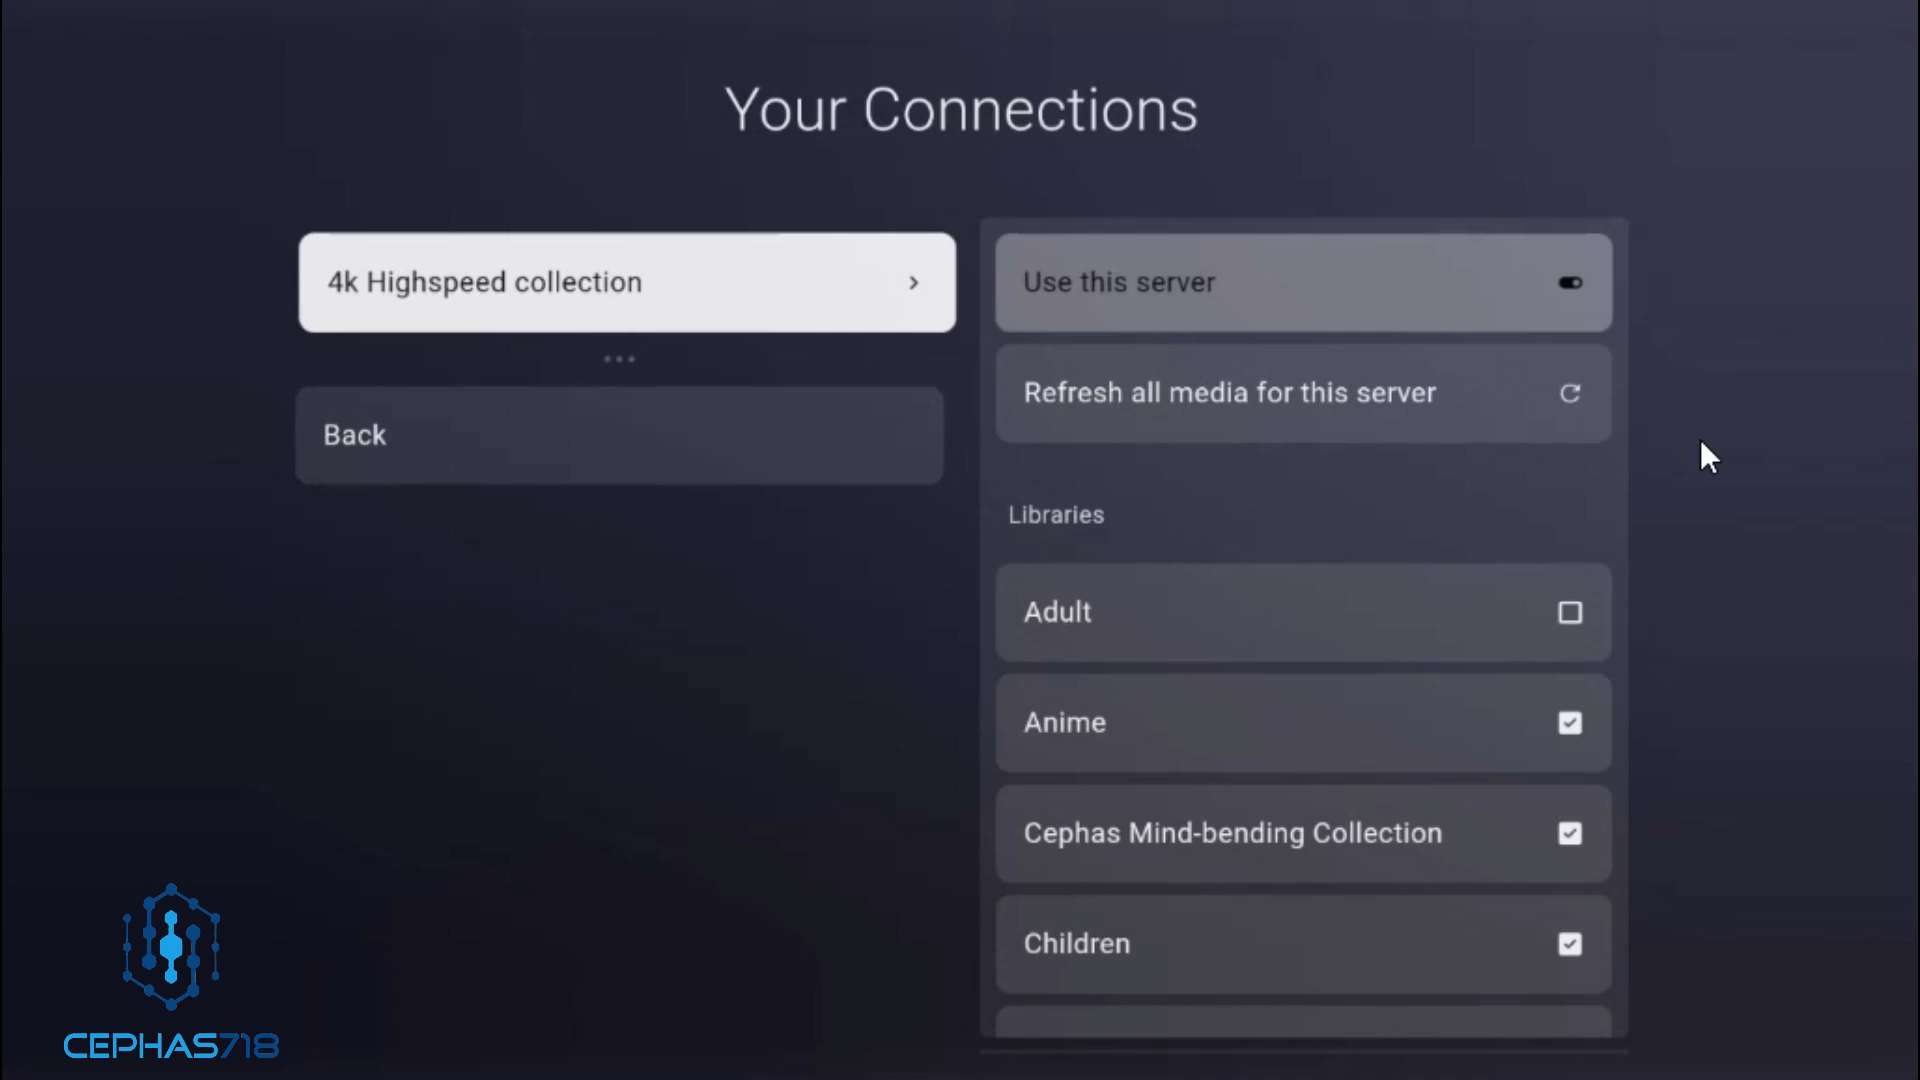 Your Connections
4k Highspeed collection
Back
Use this server
Refresh all media for this server
Libraries
Adult
Anime
Cephas Mind-bending Collection
Children
CEPHAS718